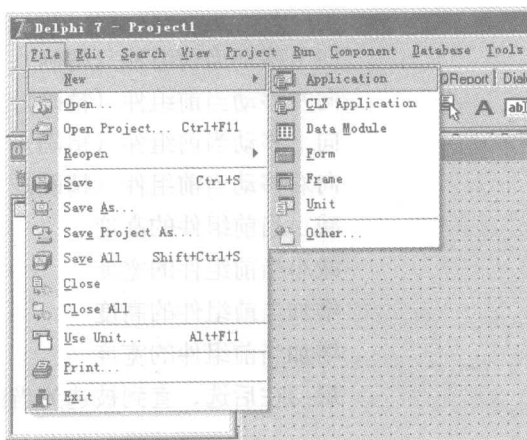 Delphi 7 - Project1
File Edit Search View Project Run Component Database Tools
New
Open...
Open Project... Ctrl+F11
Reopen
Save Ctrl+S
Save As...
Save Project As...
Save All Shift+Ctrl+S
Close
Close All
Use Unit... Alt+F11
Print...
Exit
Application
CLX Application
Data Module
Form
Frame
Unit
Other...
QReport